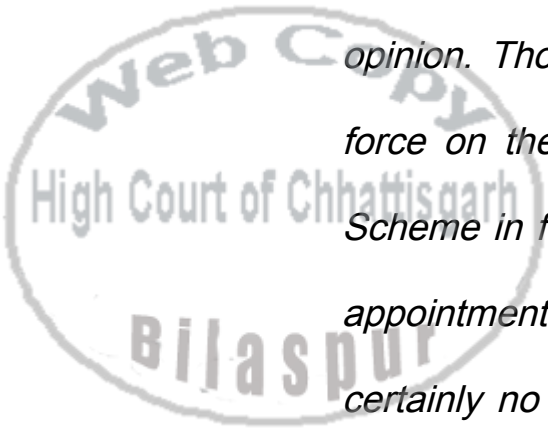 Web Copy
High Court of Chhattisgarh
Bilaspur
opinion. Tho
force on the
Scheme in f
appointment
certainly no